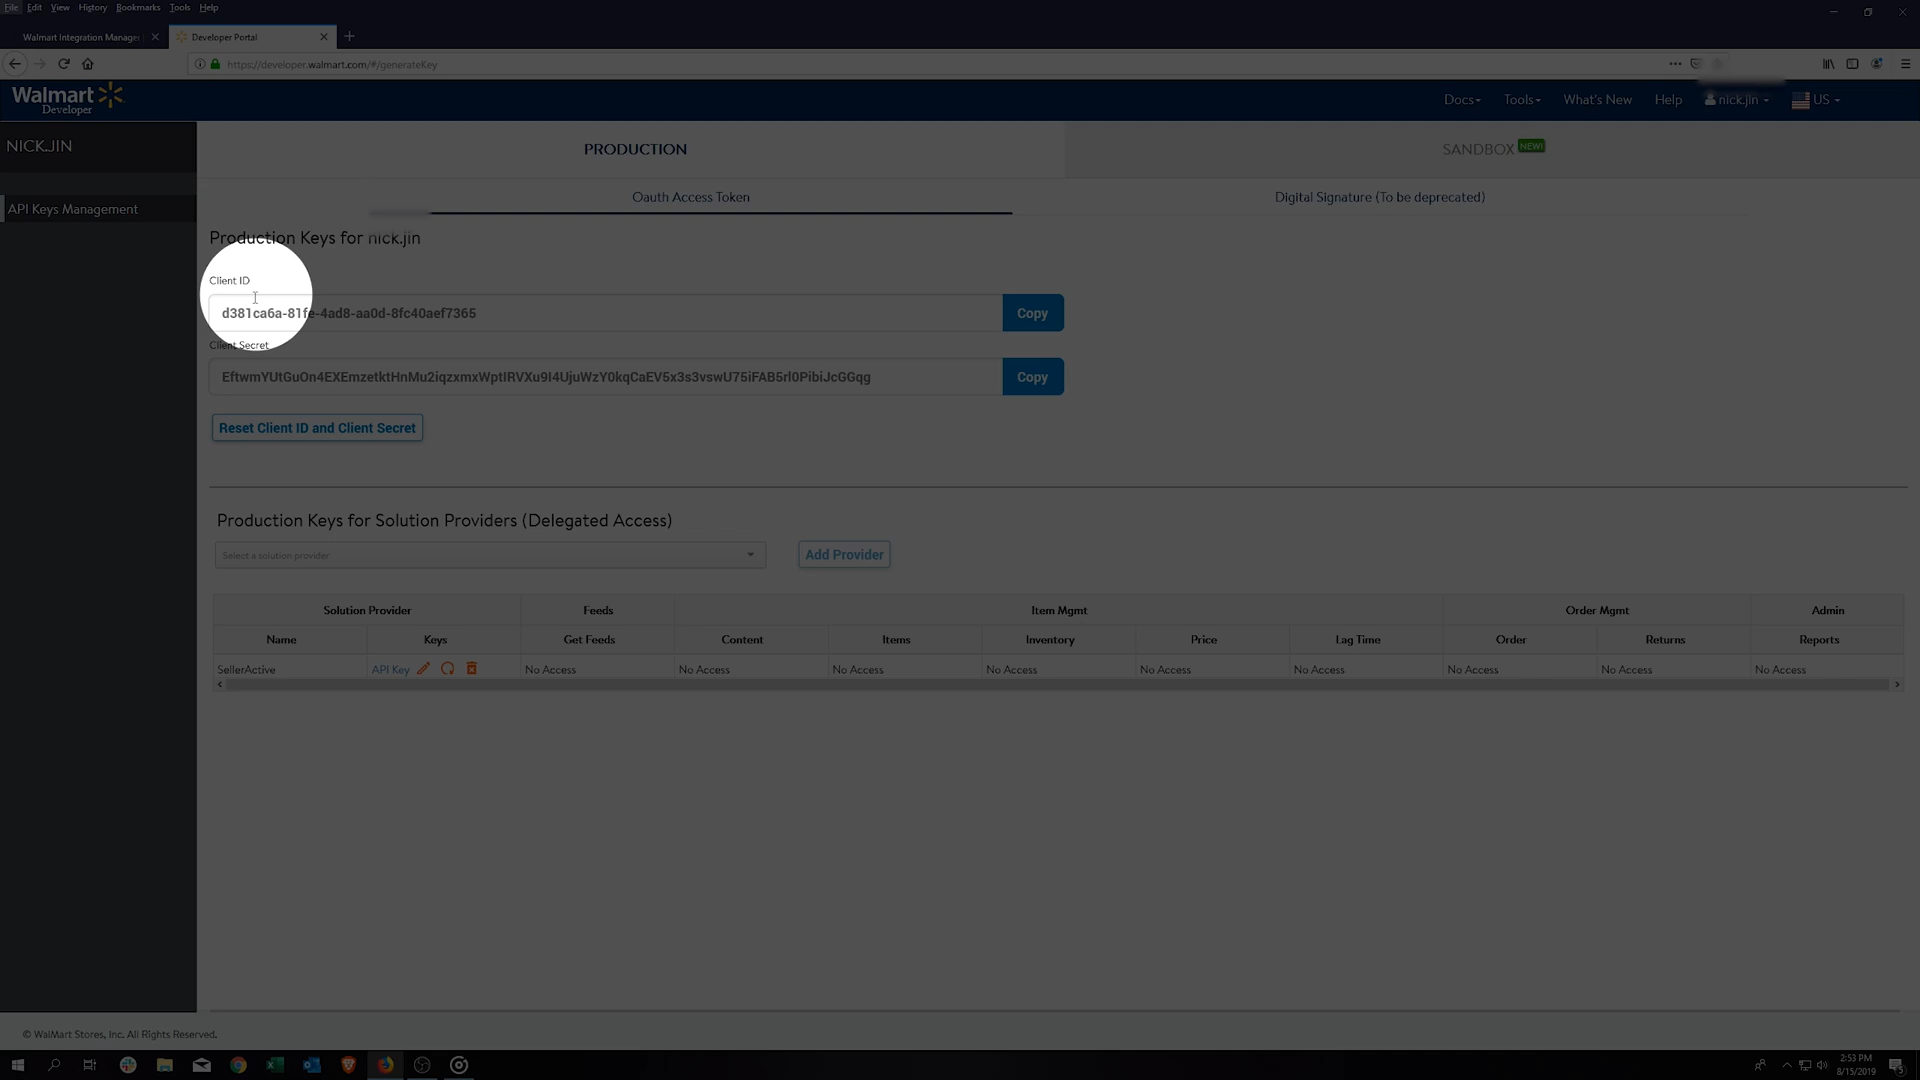 File Edit View History Bookmarks Tools Help
Walmart Integration Manager
Developer Portal
https://developer.walmart.com/#/generateKey
Walmart
Developer
Docs Tools What's New Help nick.jin US
NICK.JIN
PRODUCTION
SANDBOX NEW!
API Keys Management
Oauth Access Token
Digital Signature (To be deprecated)
Production Keys for nick.jin
Client ID
d381ca6a-81fe-4ad8-aa0d-8fc40aef7365
Copy
Client Secret
EftwmYUtGuOn4EXEmzetktHnMu2iqzxmxWptIRVXu9I4UjuWzY0kqCaEV5x3s3vswU75iFAB5rl0PibiJcGGqg
Copy
Reset Client ID and Client Secret
Production Keys for Solution Providers (Delegated Access)
Select a solution provider
Add Provider
Solution Provider Feeds Item Mgmt Order Mgmt Admin
Name Keys Get Feeds Content Items Inventory Price Lag Time Order Returns Reports
SellerActive API Key No Access No Access No Access No Access No Access No Access No Access No Access No Access
© WalMart Stores, Inc. All Rights Reserved.
2:53 PM
8/15/2019